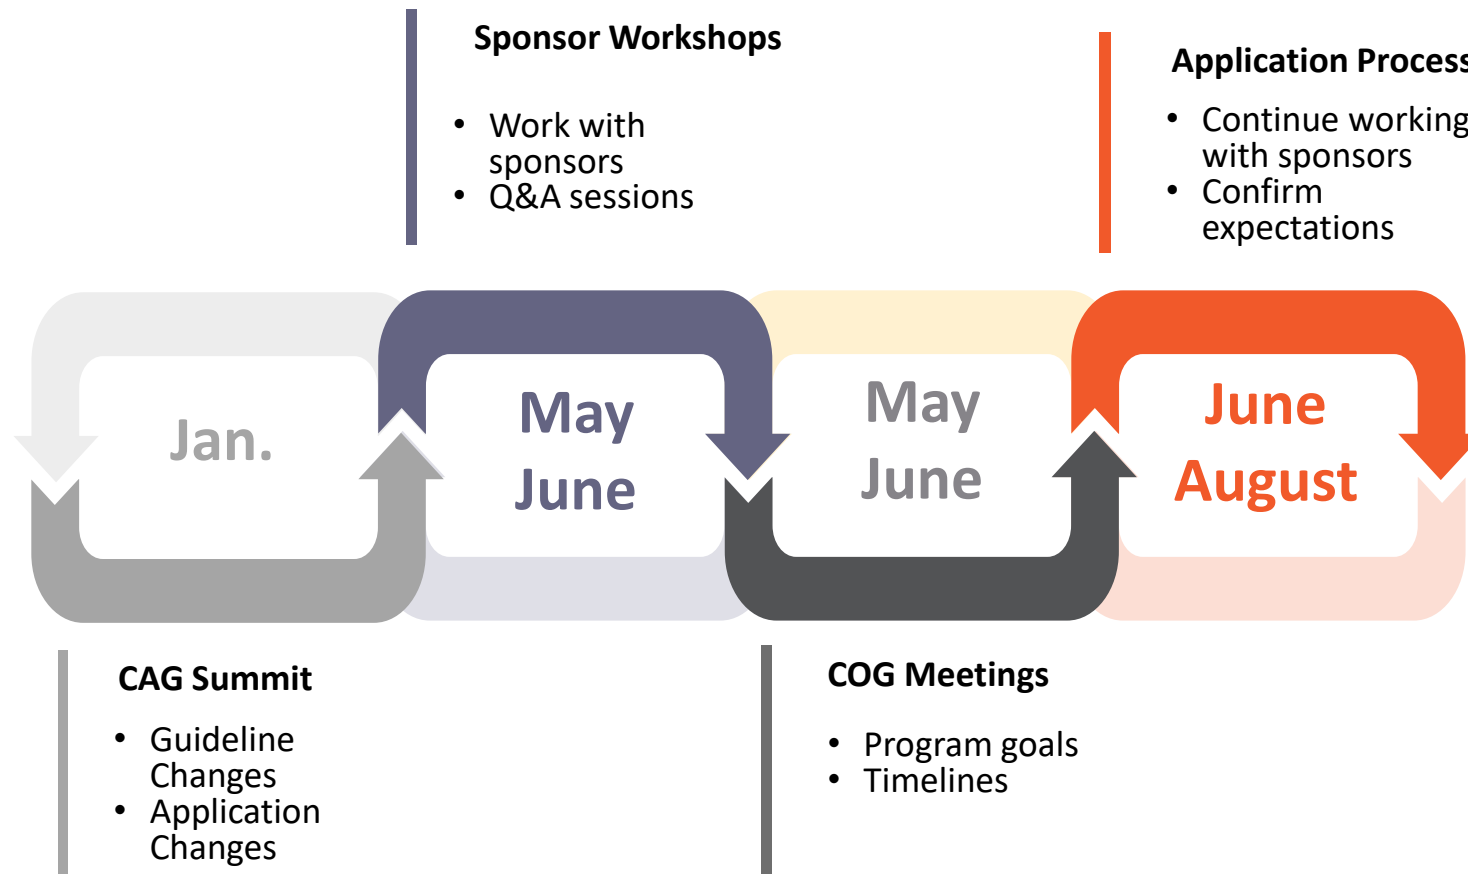 Sponsor Workshops
• Work with
sponsors
• Q&A sessions
Application Process
• Continue working
with sponsors
• Confirm
expectations
Jan.
May
June
May
June
June
August
CAG Summit
• Guideline
Changes
• Application
Changes
COG Meetings
• Program goals
• Timelines